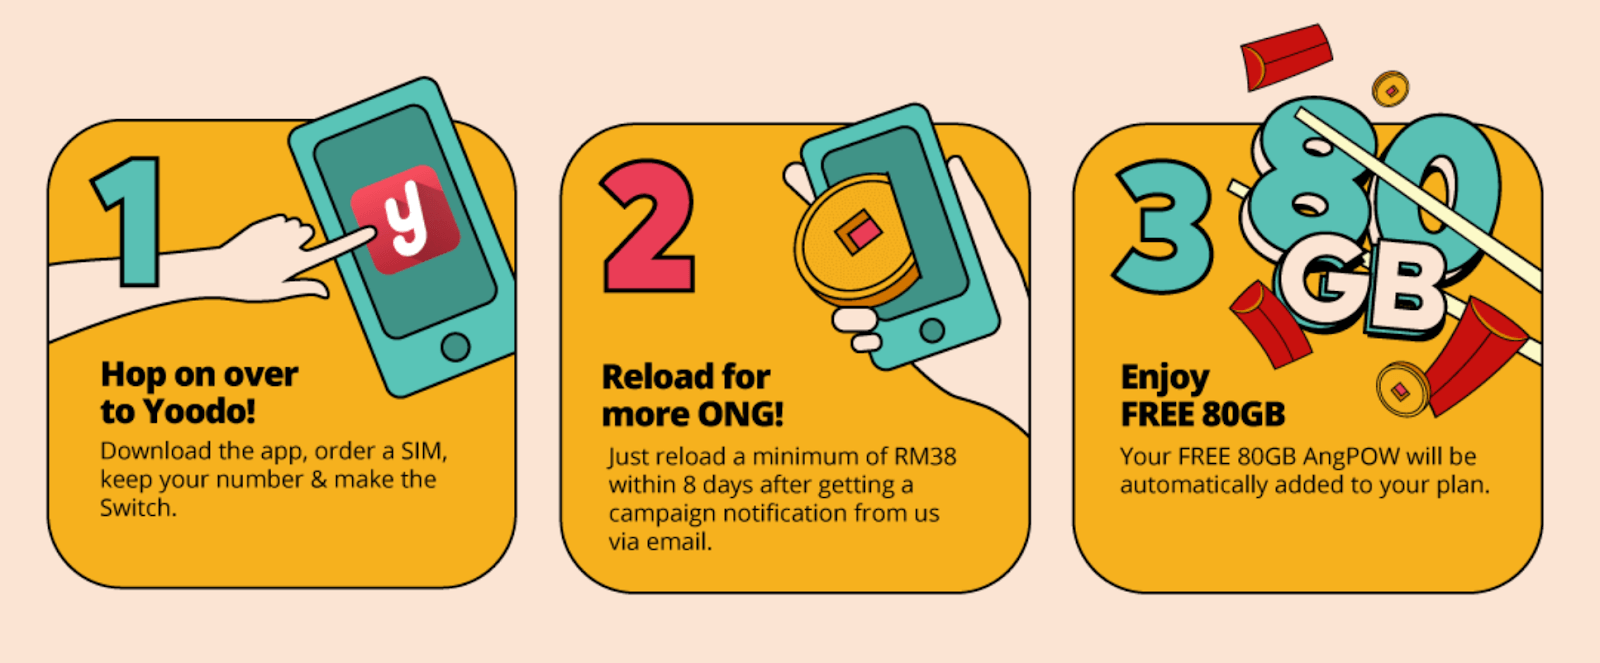 1
y
Hop on over
to Yoodo!
Download the app, order a SIM,
keep your number & make the
Switch.
2
Reload for
more ONG!
Just reload a minimum of RM38
within 8 days after getting a
campaign notification from us
via email.
3
80
GB
Enjoy
FREE 80GB
Your FREE 80GB AngPOW will be
automatically added to your plan.